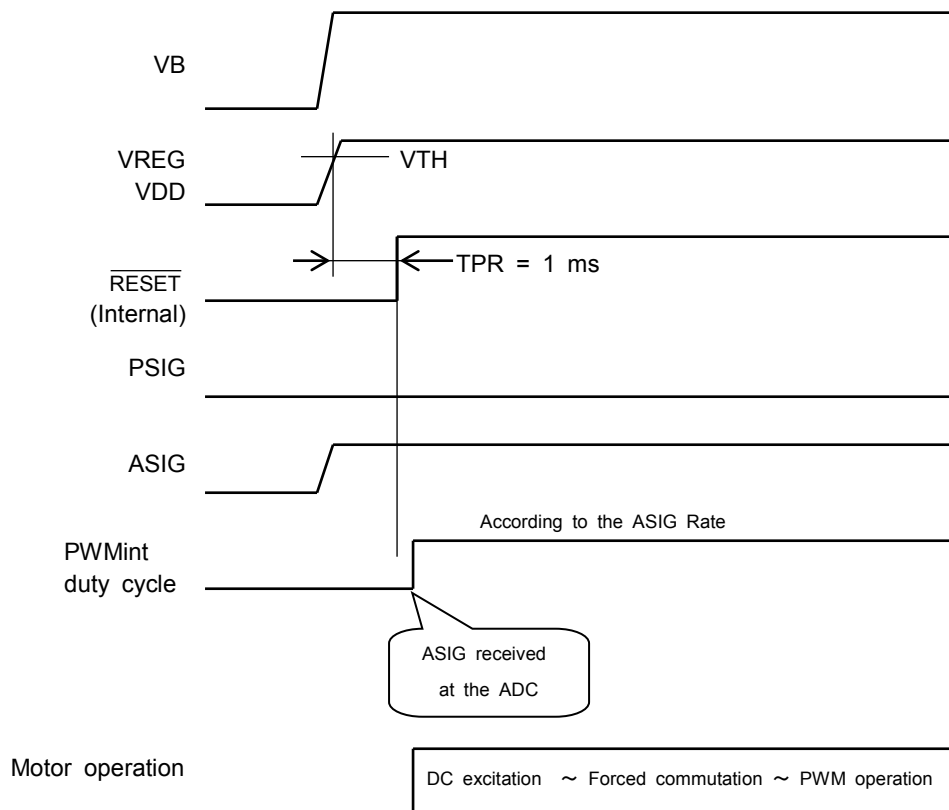 VB
VREG
VDD
VTH
RESET
(Internal)
TPR = 1 ms
PSIG
ASIG
According to the ASIG Rate
PWMint
duty cycle
ASIG received
at the ADC
Motor operation
DC excitation ~ Forced commutation ~ PWM operation